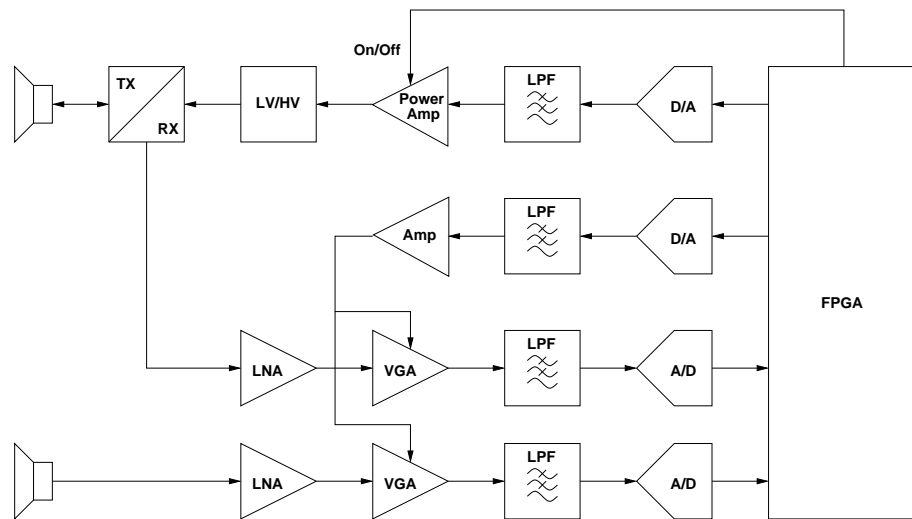 On/Off
TX
RX
LV/HV
Power
Amp
LPF
D/A
Amp
LPF
D/A
FPGA
LNA
VGA
LPF
A/D
LNA
VGA
LPF
A/D